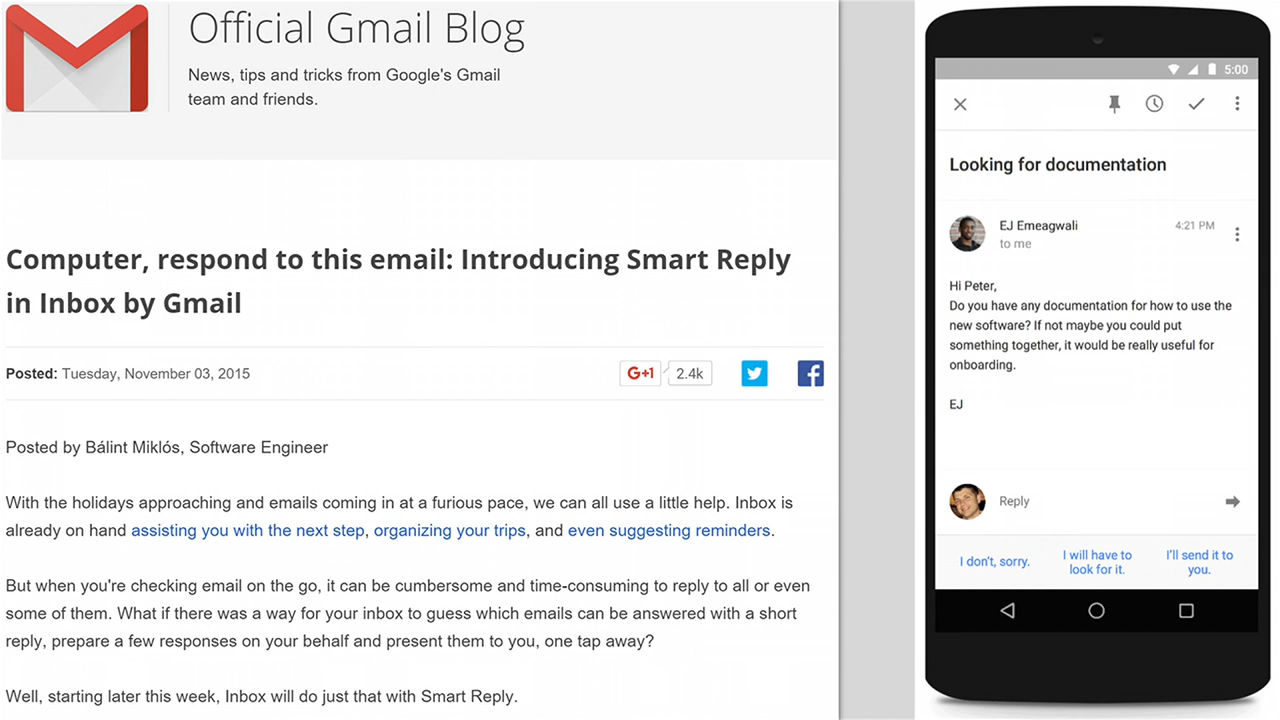 Official Gmail Blog
News, tips and tricks from Google's Gmail
team and friends.
Computer, respond to this email: Introducing Smart Reply
in Inbox by Gmail
Posted: Tuesday, November 03, 2015
G+1
2.4k
Posted by Bálint Miklós, Software Engineer
With the holidays approaching and emails coming in at a furious pace, we can all use a little help. Inbox is
already on hand assisting you with the next step, organizing your trips, and even suggesting reminders.
But when you're checking email on the go, it can be cumbersome and time-consuming to reply to all or even
some of them. What if there was a way for your inbox to guess which emails can be answered with a short
reply, prepare a few responses on your behalf and present them to you, one tap away?
Well, starting later this week, Inbox will do just that with Smart Reply.
5:00
Looking for documentation
EJ Emeagwali
4:21 PM
to me
Hi Peter,
Do you have any documentation for how to use the
new software? If not maybe you could put
something together, it would be really useful for
onboarding.
EJ
Reply
I don't, sorry.
I will have to
look for it.
I'll send it to
you.